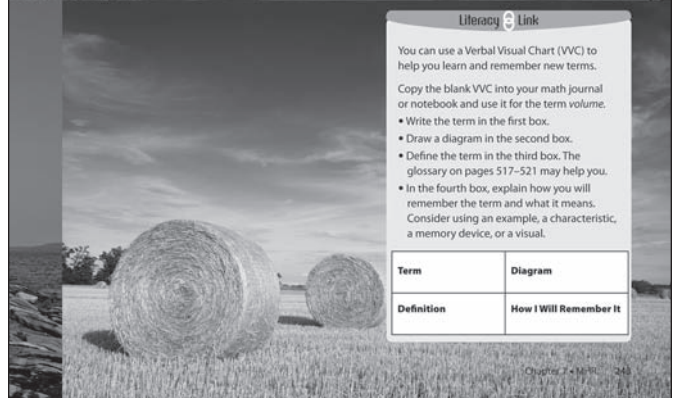 Literacy Link
You can use a Verbal Visual Chart (VVC) to
help you learn and remember new terms.
Copy the blank VVC into your math journal
or notebook and use it for the term volume.
• Write the term in the first box.
• Draw a diagram in the second box.
• Define the term in the third box. The
glossary on pages 517–521 may help you.
• In the fourth box, explain how you will
remember the term and what it means.
Consider using an example, a characteristic,
a memory device, or a visual.
Term Diagram
Definition How I Will Remember It
Chapter 7 • MHR 243